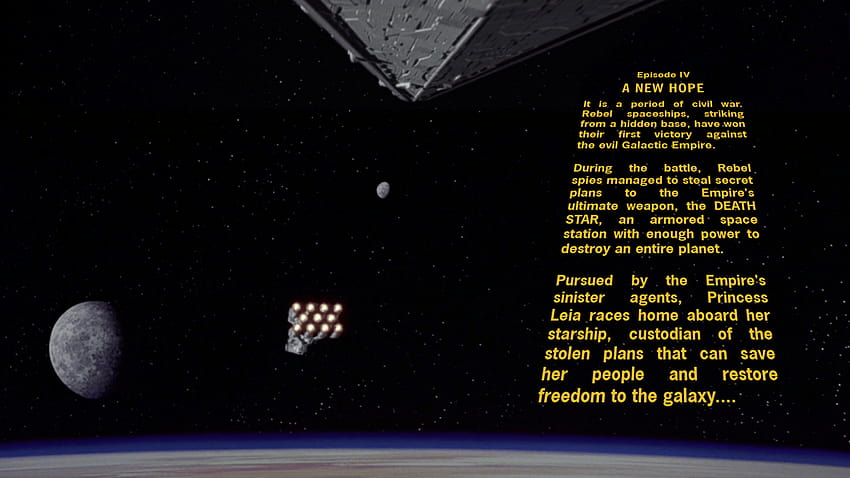 Episode IV
A NEW HOPE
It is a period of civil war.
Rebel spaceships, striking
from a hidden base, have won
their first victory against
the evil Galactic Empire.
During the battle, Rebel
spies managed to steal secret
plans to the Empire's
ultimate weapon, the DEATH
STAR, an armored space
station with enough power to
destroy an entire planet.
Pursued by the Empire's
sinister agents, Princess
Leia races home aboard her
starship, custodian of the
stolen plans that can save
her people and restore
freedom to the galaxy....